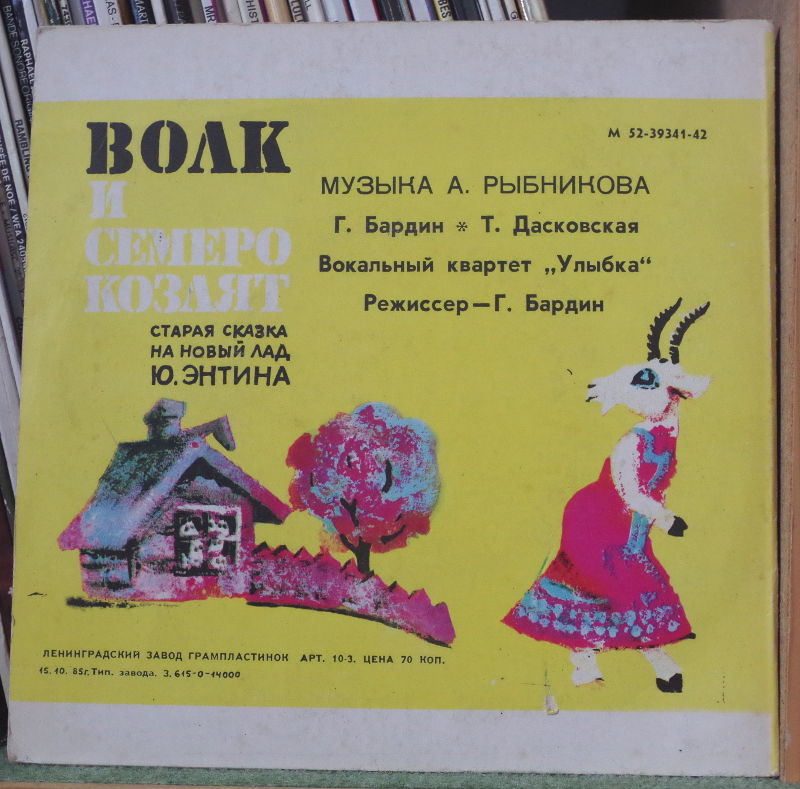 ВОЛК
И
СЕМЕРО
КОЗЛЯТ
СТАРАЯ СКАЗКА
НА НОВЫЙ ЛАД
Ю. ЭНТИНА
М 52-39341-42
МУЗЫКА А. РЫБНИКОВА
Г. Бардин * Т. Дасковская
Вокальный квартет „Улыбка“
Режиссер—Г. Бардин
ЛЕНИНГРАДСКИЙ ЗАВОД ГРАМПЛАСТИНОК АРТ. 10-3. ЦЕНА 70 КОП.
15.10. 85г. Тип. завода. З. 615-0-14000